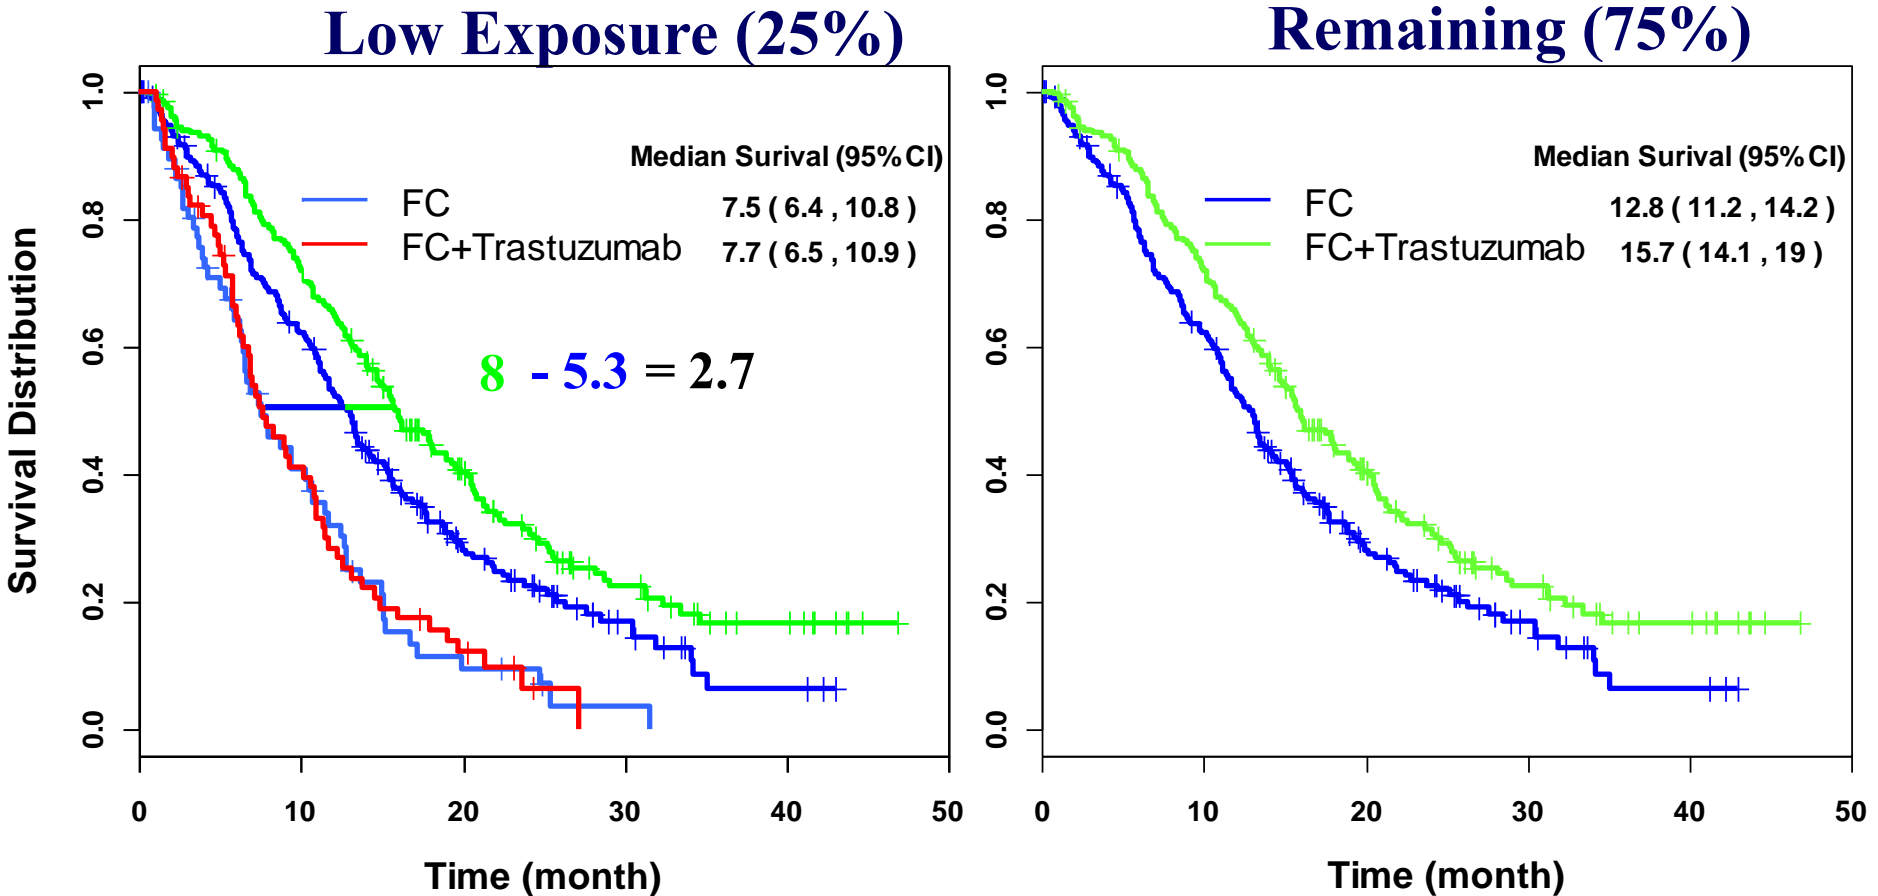 Low Exposure (25%)
Remaining (75%)
Survival Distribution
1.0
0.8
0.6
0.4
0.2
0.0
Median Surival (95%CI)
FC 7.5 ( 6.4 , 10.8 )
FC+Trastuzumab 7.7 ( 6.5 , 10.9 )
8 - 5.3 = 2.7
0 10 20 30 40 50
Time (month)
1.0
0.8
0.6
0.4
0.2
0.0
Median Surival (95%CI)
FC 12.8 ( 11.2 , 14.2 )
FC+Trastuzumab 15.7 ( 14.1 , 19 )
0 10 20 30 40 50
Time (month)